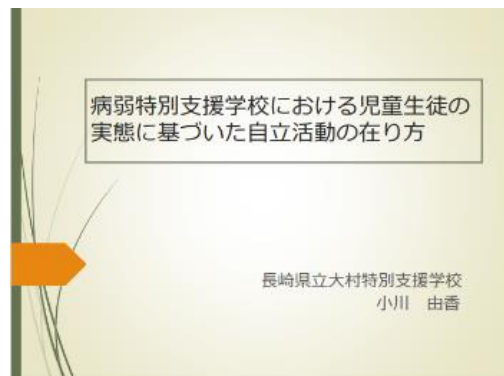 病弱特別支援学校における児童生徒の
実態に基づいた自立活動の在り方
長崎県立大村特別支援学校
小川　由香